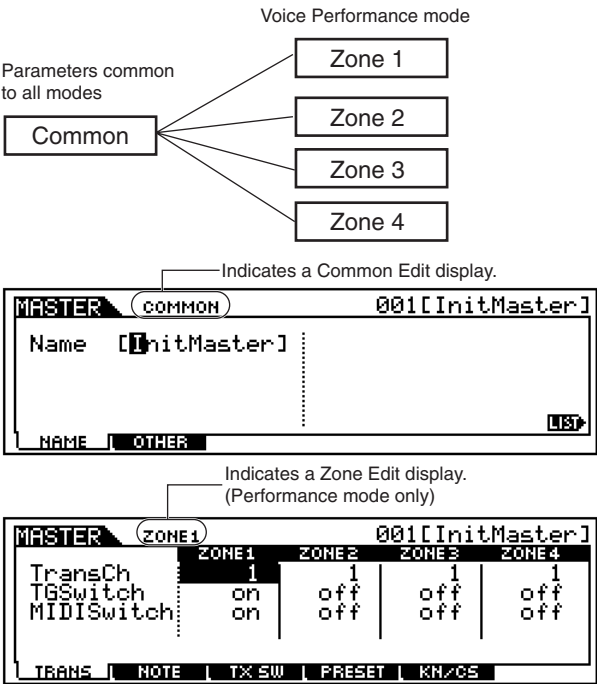 Voice Performance mode
Zone 1
Parameters common
to all modes
Common
Zone 2
Zone 3
Zone 4
Indicates a Common Edit display.
MASTER COMMON 001[InitMaster]
Name [InitMaster]
LIST
NAME OTHER
Indicates a Zone Edit display.
(Performance mode only)
MASTER ZONE1 001[InitMaster]
ZONE1 ZONE2 ZONE3 ZONE4
TransCh 1 1 1 1
TGSwitch on off off off
MIDISwitch on off off off
TRANS NOTE TX SW PRESET KN/CS